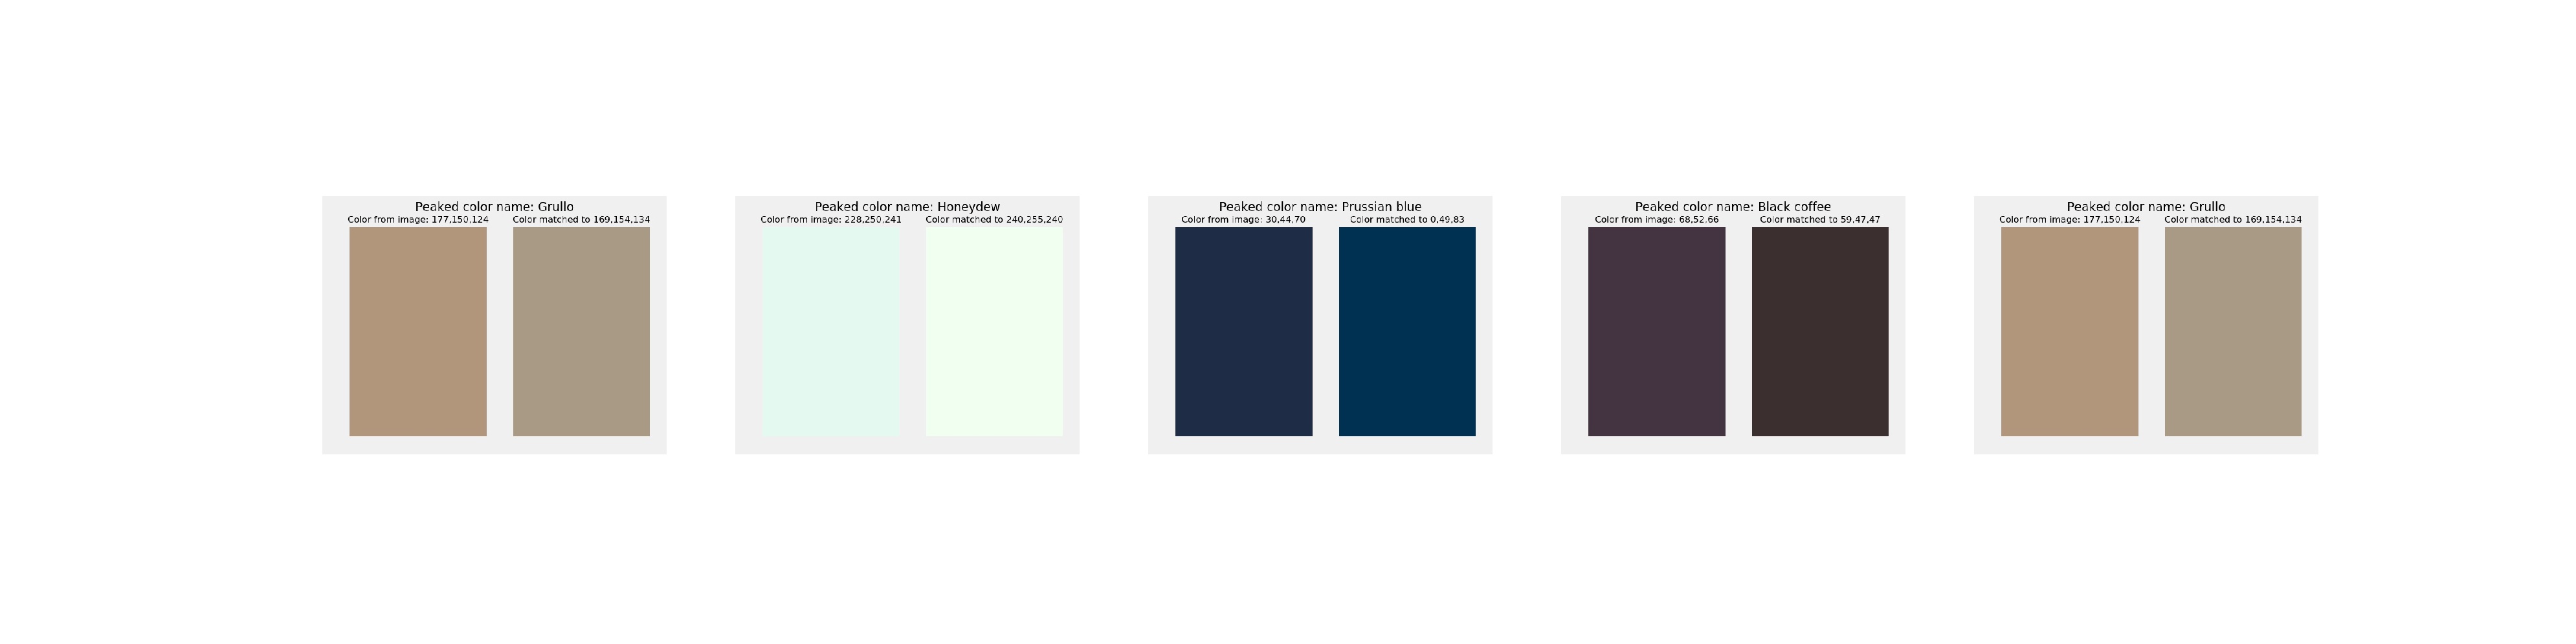 Peaked color name: Grullo
Color from image: 177,150,124
Color matched to 169,154,134
Peaked color name: Honeydew
Color from image: 228,250,241
Color matched to 240,255,240
Peaked color name: Prussian blue
Color from image: 30,44,70
Color matched to 0,49,83
Peaked color name: Black coffee
Color from image: 68,52,66
Color matched to 59,47,47
Peaked color name: Grullo
Color from image: 177,150,124
Color matched to 169,154,134